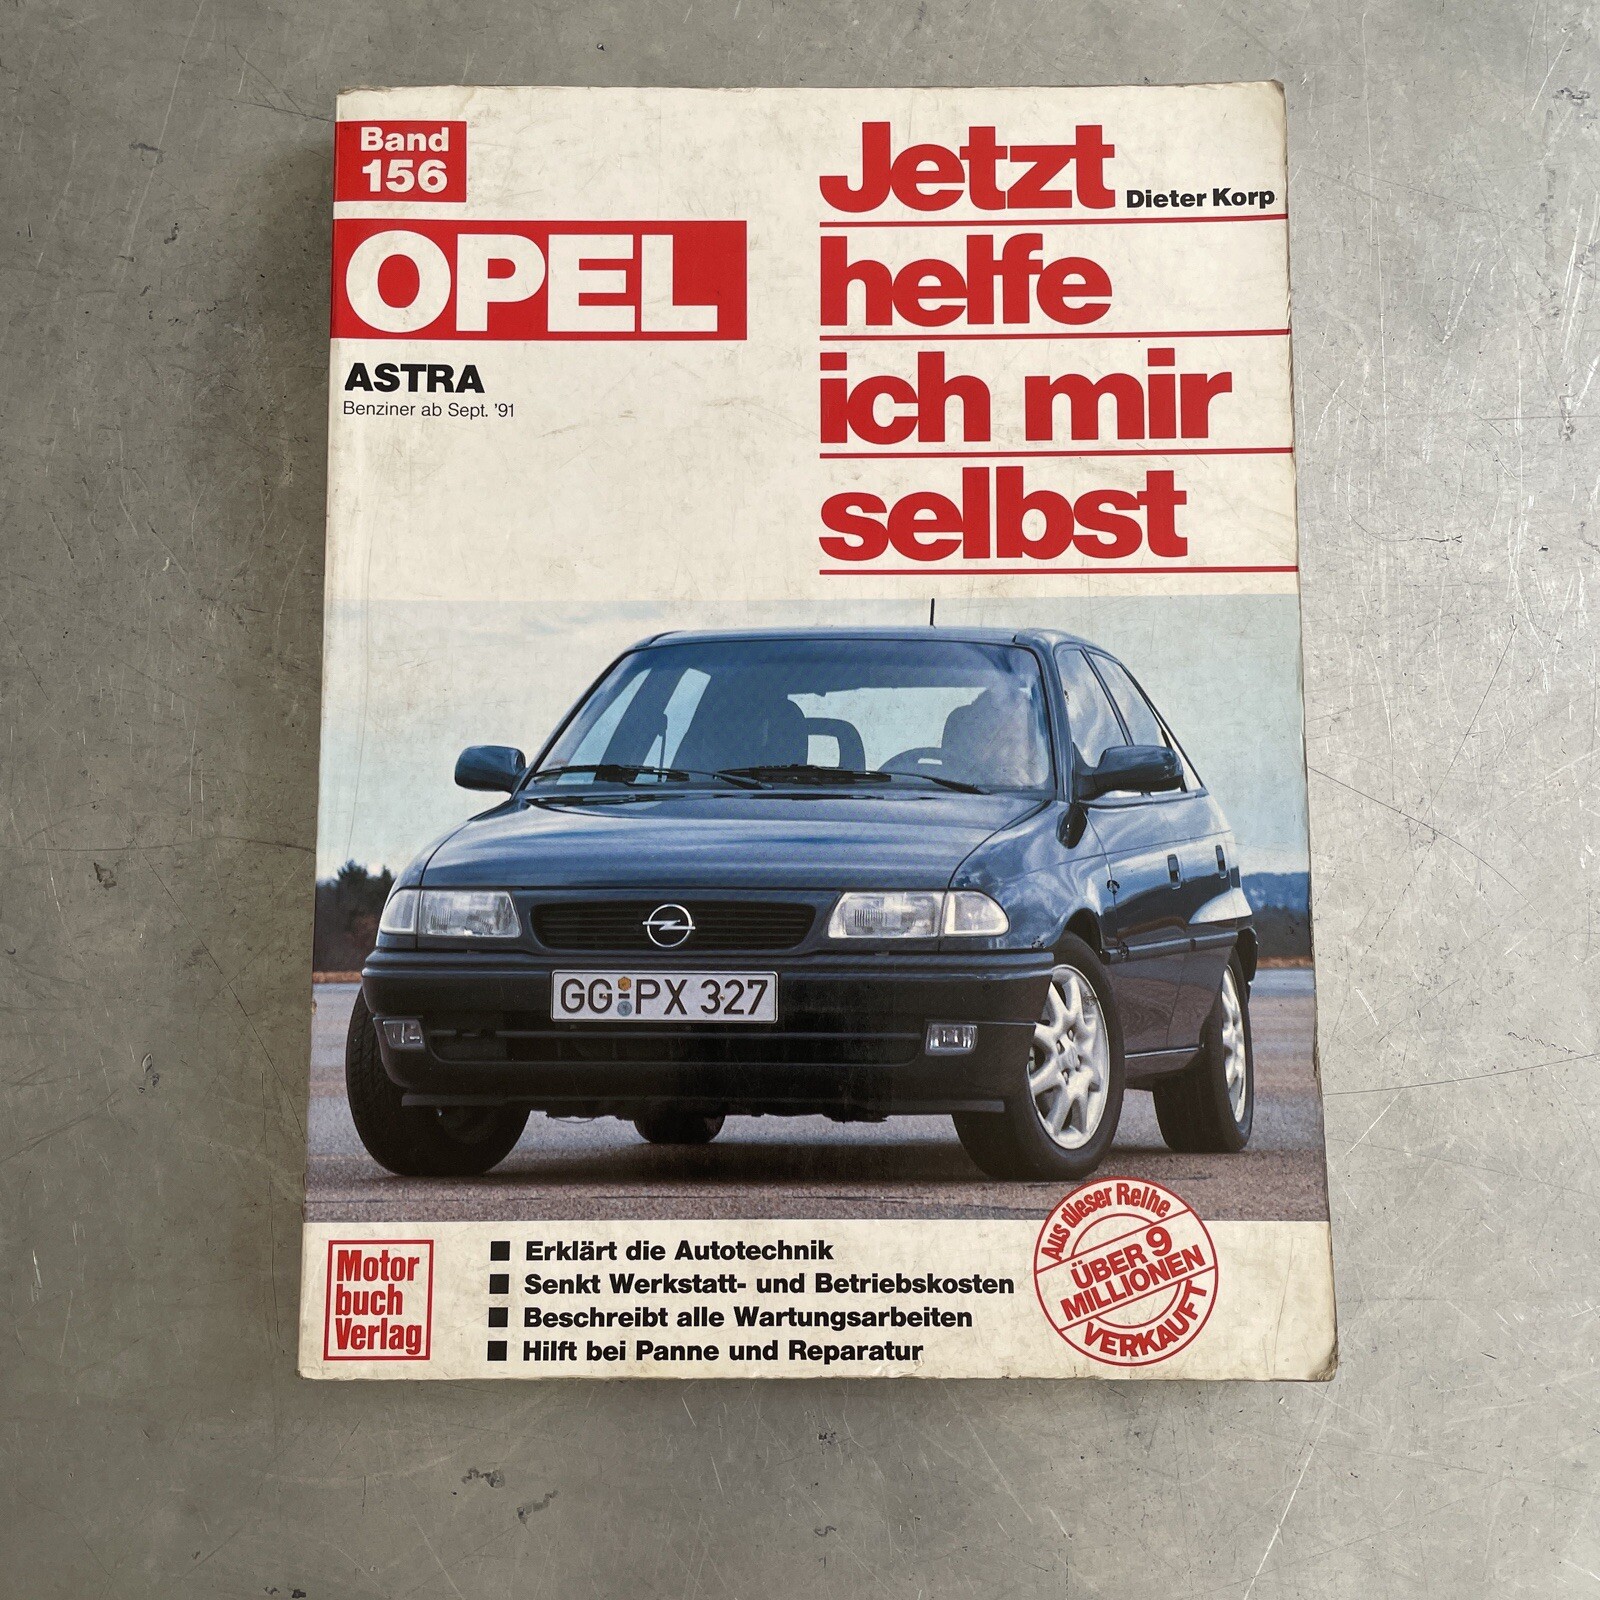 Band
156
OPEL
ASTRA
Benziner ab Sept. '91
Jetzt
Dieter Korp
helfe
ich mir
selbst
GG-PX 327
Motor
buch
Verlag
Erklärt die Autotechnik
Senkt Werkstatt- und Betriebskosten
Beschreibt alle Wartungsarbeiten
Hilft bei Panne und Reparatur
Aus dieser Reihe
ÜBER 9
MILLIONEN
VERKAUFT